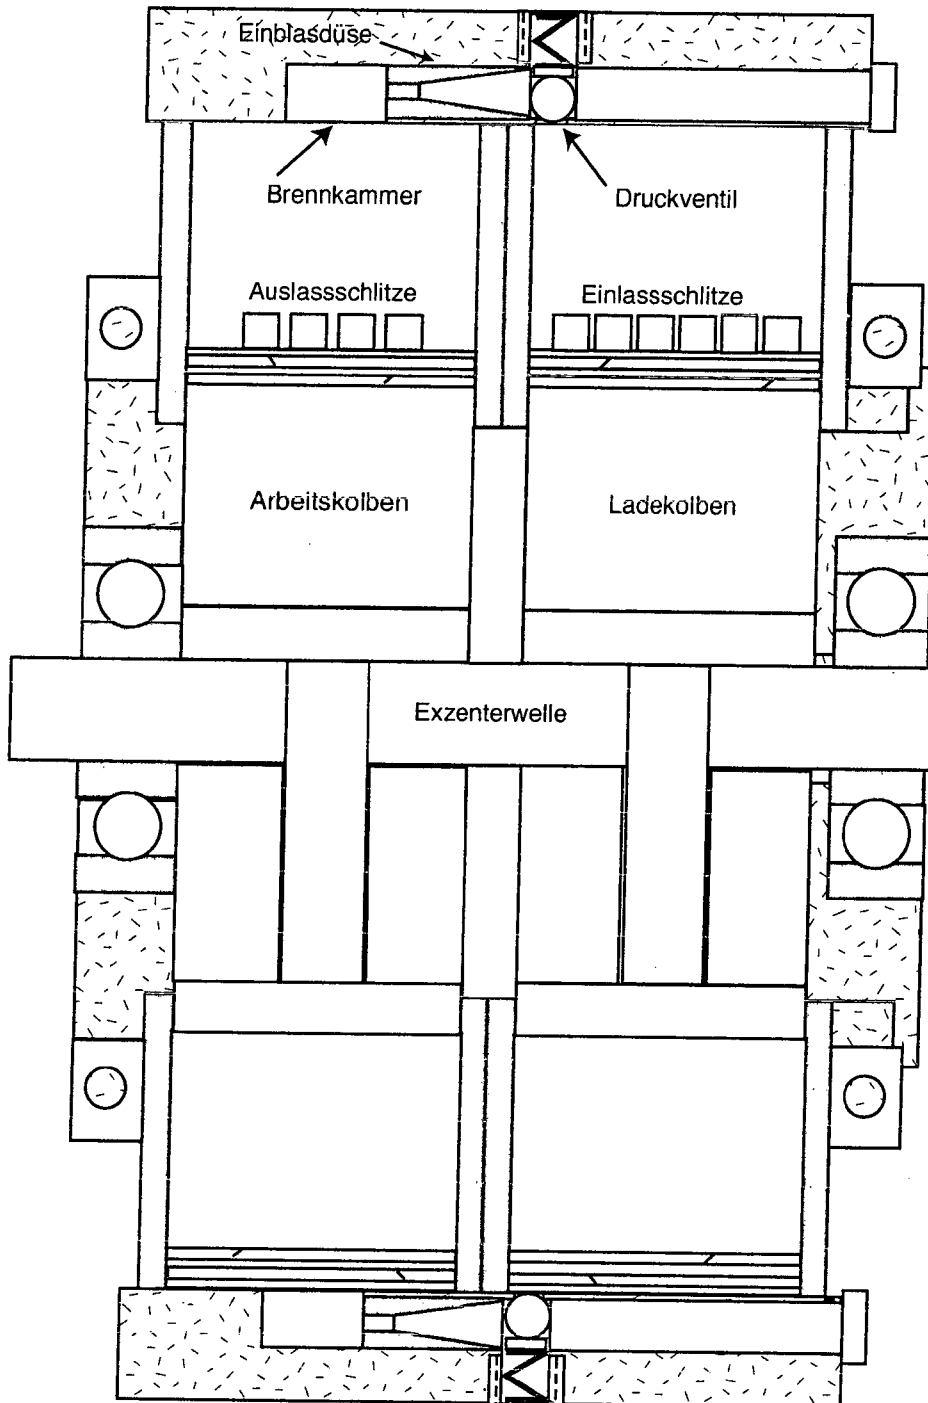 Einblasdüse
Brennkammer
Druckventil
Auslassschlitze
Einlassschlitze
Arbeitskolben
Ladekolben
Exzenterwelle